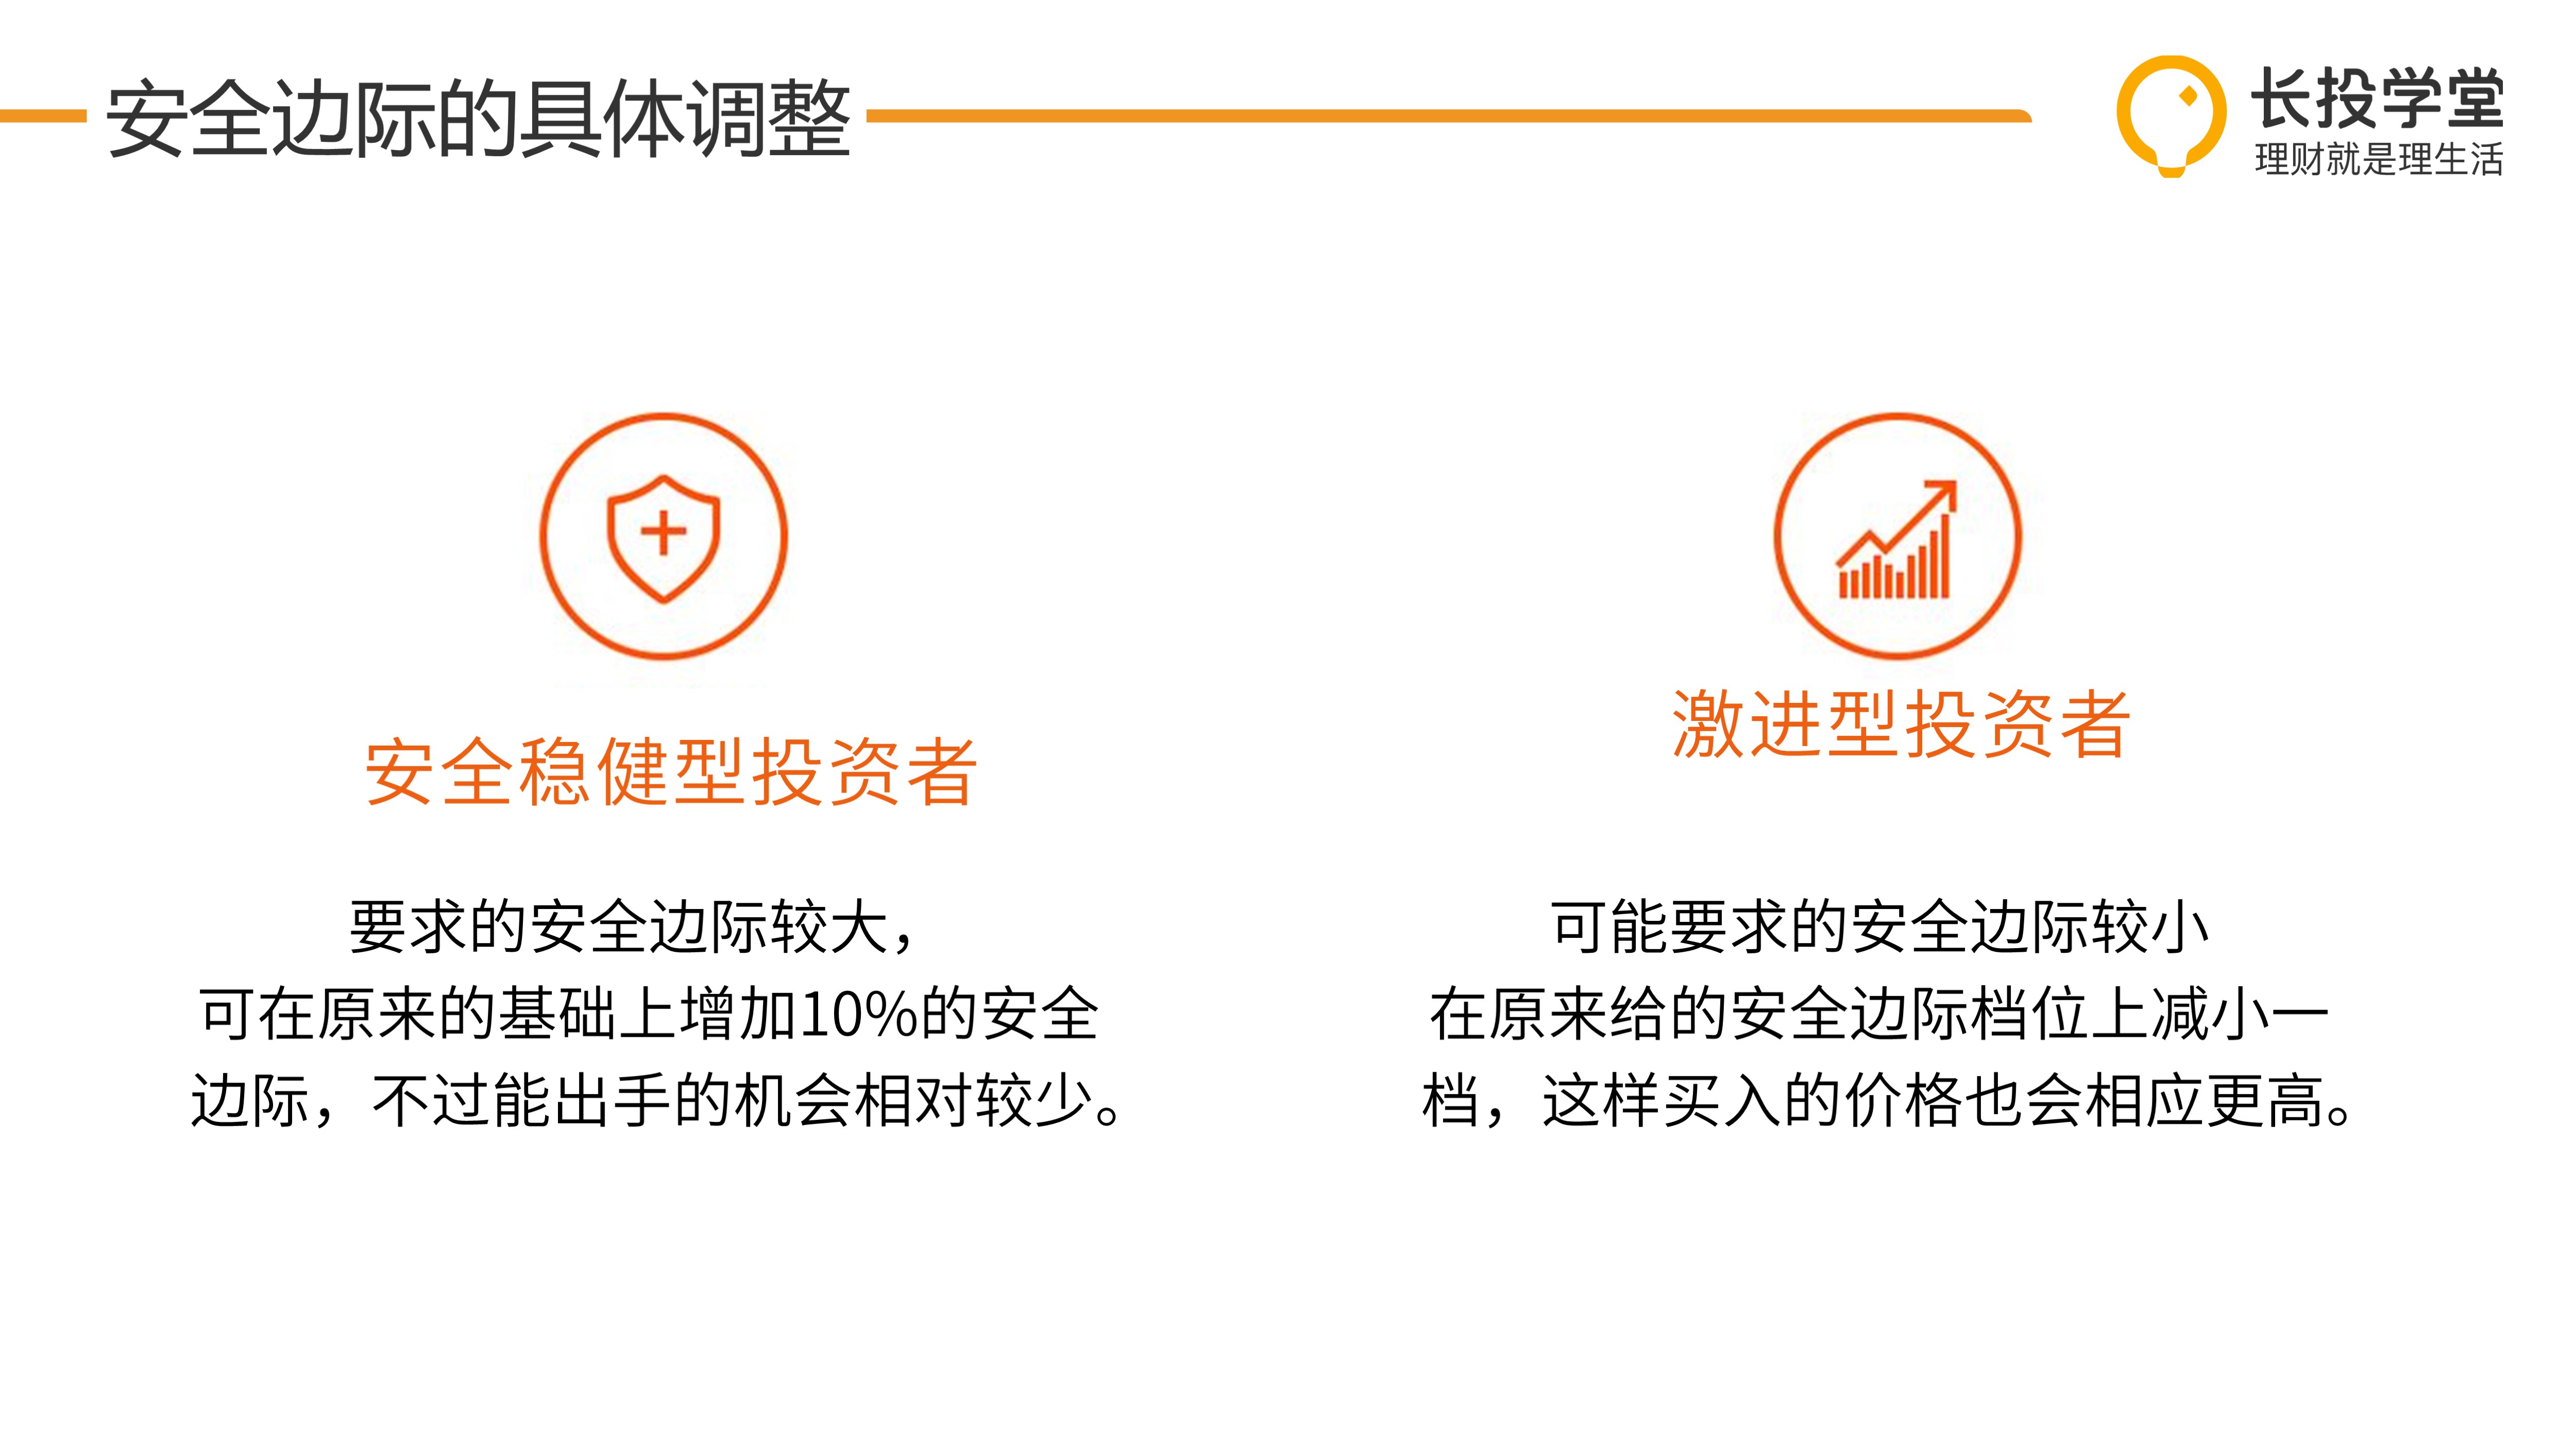 安全边际的具体调整
长投学堂
理财就是理生活
安全稳健型投资者
要求的安全边际较大，
可在原来的基础上增加10%的安全
边际，不过能出手的机会相对较少。
激进型投资者
可能要求的安全边际较小
在原来给的安全边际档位上减小一
档，这样买入的价格也会相应更高。